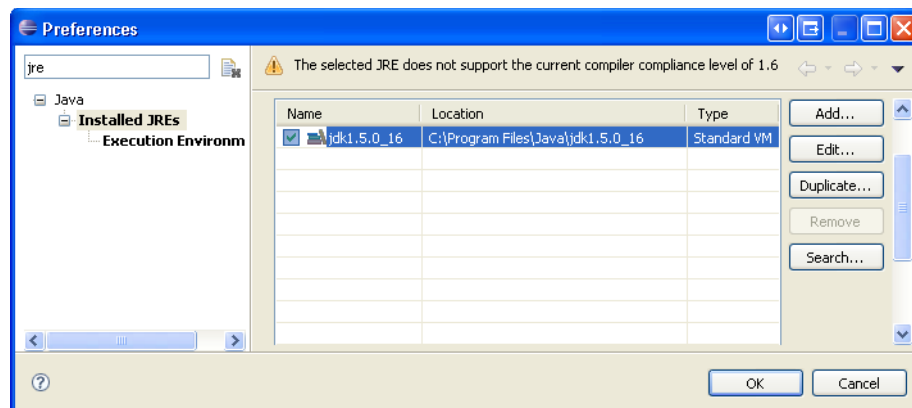 Preferences
jre
The selected JRE does not support the current compiler compliance level of 1.6
Java
Installed JREs
Execution Environm
Name Location Type
jdk1.5.0_16 C:\Program Files\Java\jdk1.5.0_16 Standard VM
Add...
Edit...
Duplicate...
Remove
Search...
OK Cancel